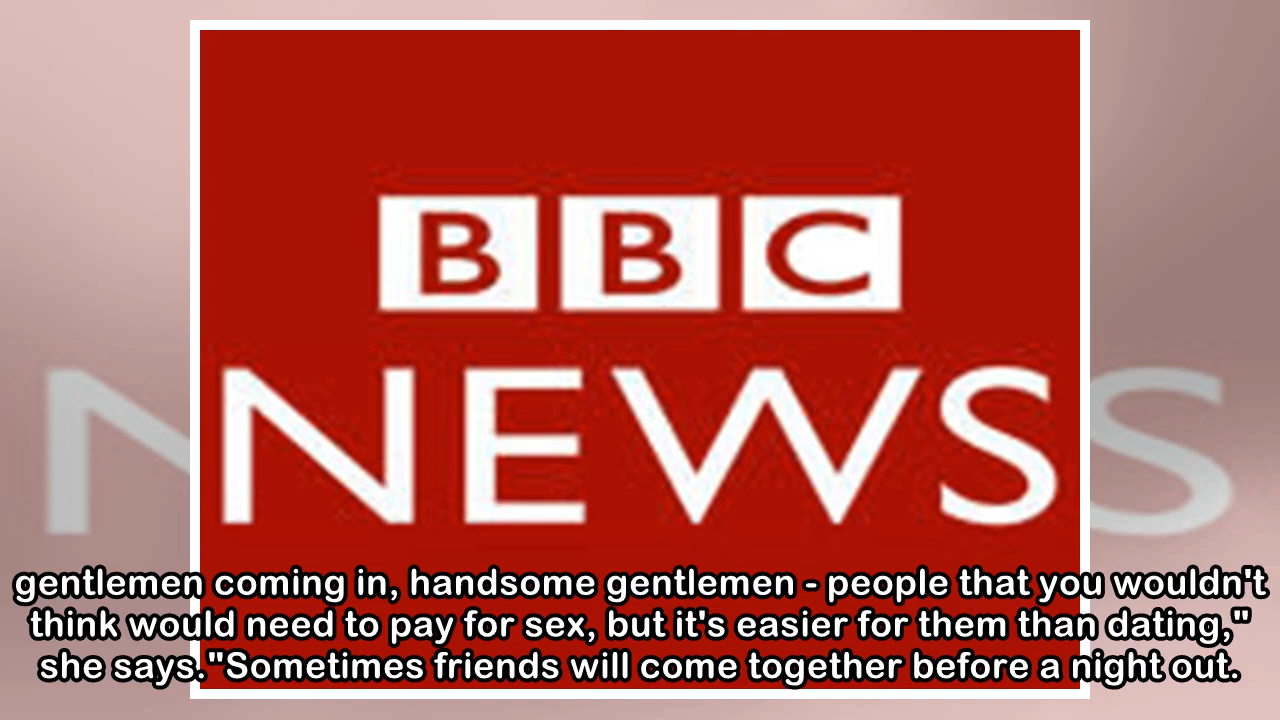 BBC
NEWS
gentlemen coming in, handsome gentlemen - people that you wouldn't
think would need to pay for sex, but it's easier for them than dating,"
she says."Sometimes friends will come together before a night out.